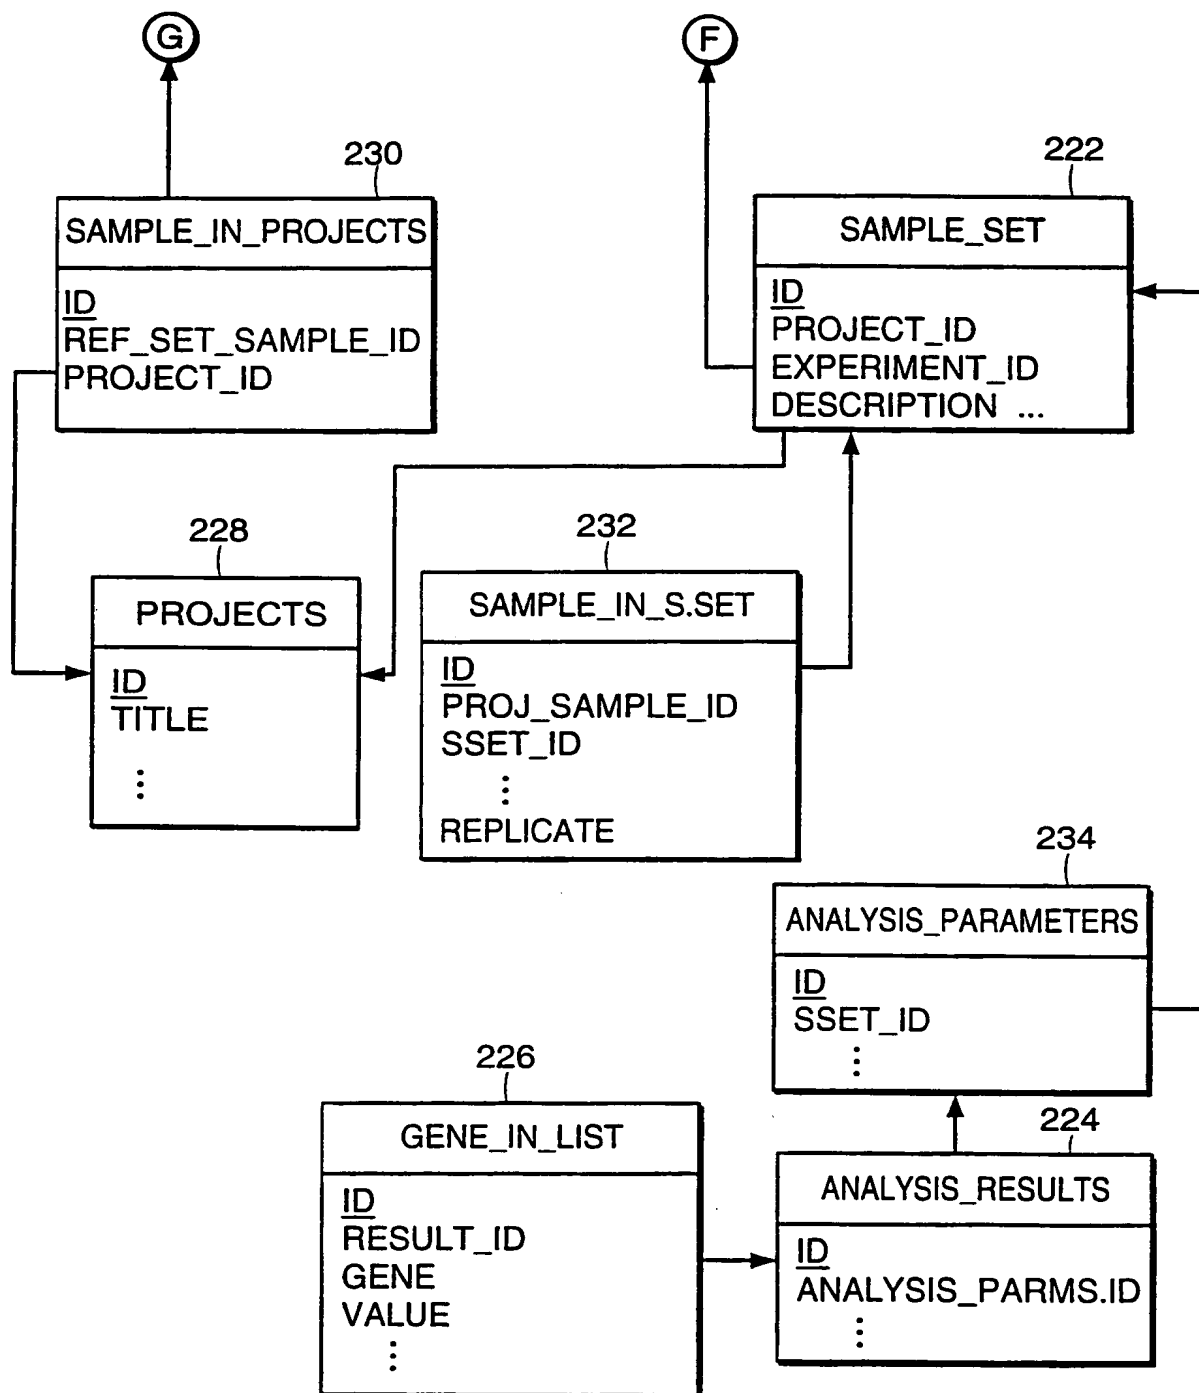 G
F
230
SAMPLE_IN_PROJECTS
ID
REF_SET_SAMPLE_ID
PROJECT_ID
222
SAMPLE_SET
ID
PROJECT_ID
EXPERIMENT_ID
DESCRIPTION ...
228
PROJECTS
ID
TITLE
⋮
232
SAMPLE_IN_S.SET
ID
PROJ_SAMPLE_ID
SSET_ID
⋮
REPLICATE
234
ANALYSIS_PARAMETERS
ID
SSET_ID
⋮
226
GENE_IN_LIST
ID
RESULT_ID
GENE
VALUE
⋮
224
ANALYSIS_RESULTS
ID
ANALYSIS_PARMS.ID
⋮